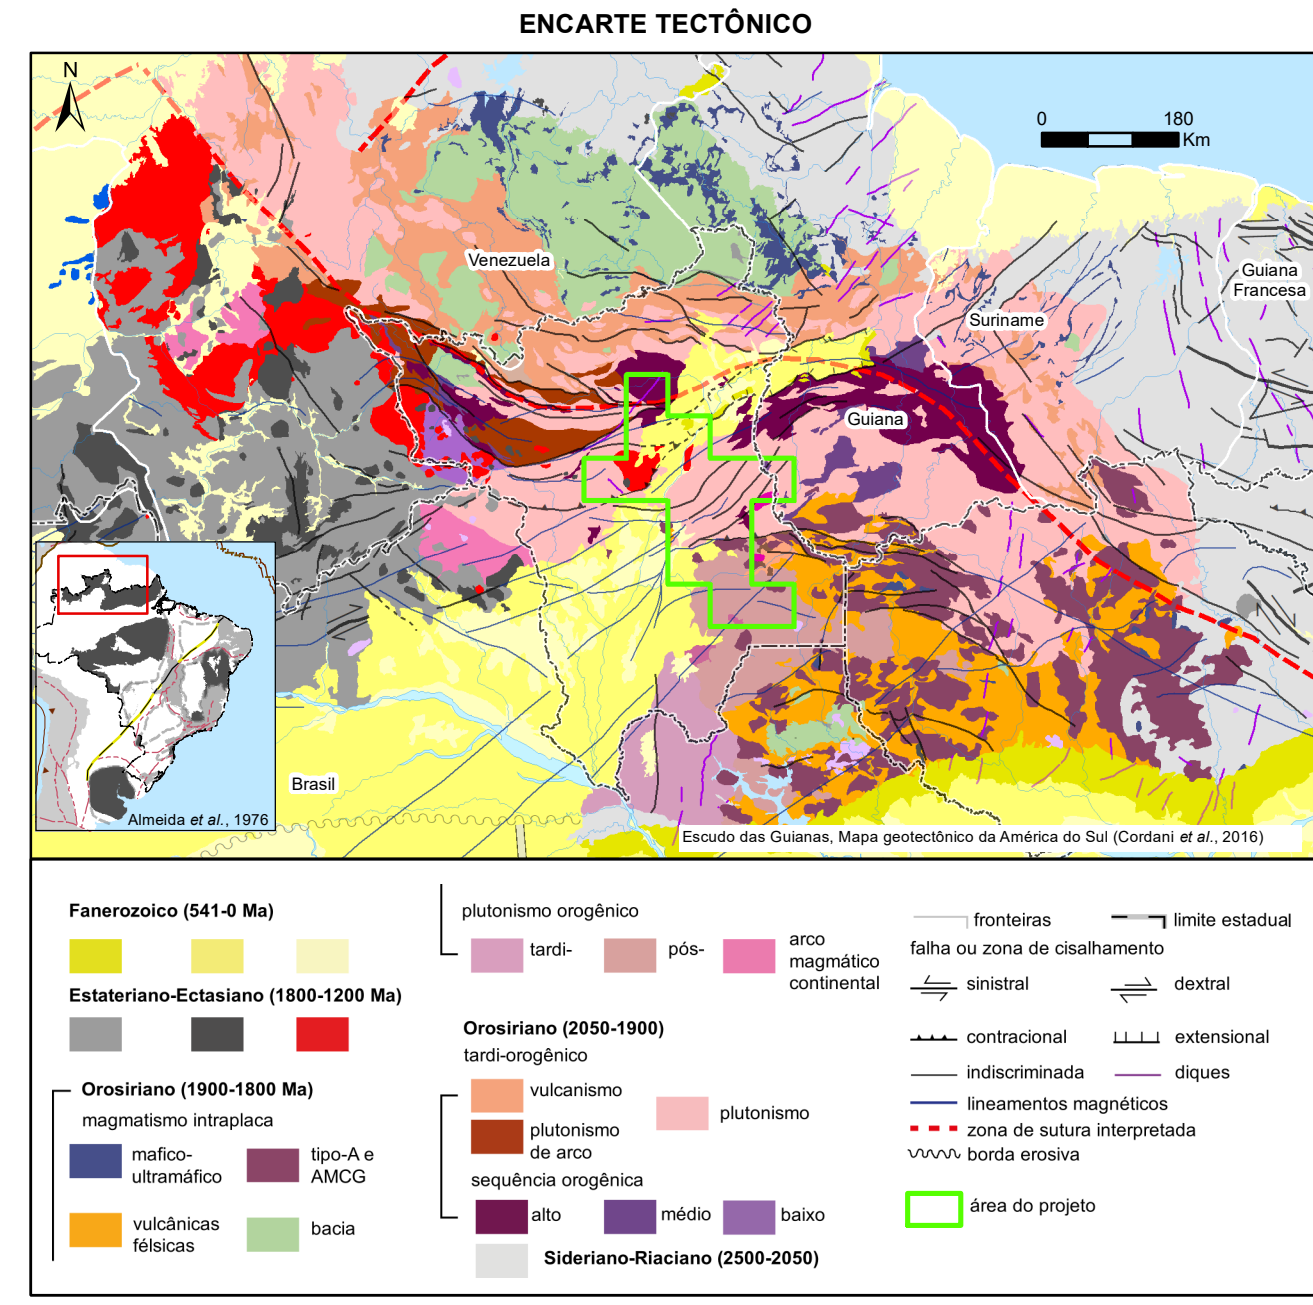 ENCARTE TECTÔNICO
N
0 180
Km
Venezuela
Guiana
Francesa
Suriname
Guiana
Brasil
Almeida et al., 1976
Escudo das Guianas, Mapa geotectônico da América do Sul (Cordani et al., 2016)
Fanerozoico (541-0 Ma)
Estateriano-Ectasiano (1800-1200 Ma)
Orosiriano (1900-1800 Ma)
magmatismo intraplaca
mafico-
ultramáfico
tipo-A e
AMCG
vulcânicas
félsicas
bacia
plutonismo orogênico
tardi-
pós-
arco
magmático
continental
Orosiriano (2050-1900)
tardi-orogênico
vulcanismo
plutonismo
plutonismo
de arco
sequência orogênica
alto
médio
baixo
Sideriano-Riaciano (2500-2050)
fronteiras
limite estadual
falha ou zona de cisalhamento
sinistral
dextral
contracional
extensional
indiscriminada
diques
lineamentos magnéticos
zona de sutura interpretada
borda erosiva
área do projeto